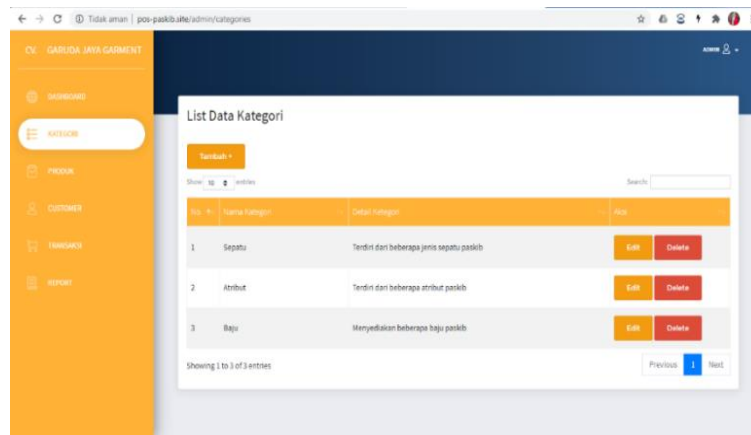 Tidak aman | pos-paskib.site/admin/categories
CV. GARUDA JAYA GARMENT
ADMIN
DASHBOARD
KATEGORI
PRODUK
CUSTOMER
TRANSAKSI
REPORT
List Data Kategori
Tambah +
Show 10 entries
Search:
No Nama Kategori Detail Kategori Aksi
1 Sepatu Terdiri dari beberapa jenis sepatu paskib Edit Delete
2 Atribut Terdiri dari beberapa atribut paskib Edit Delete
3 Baju Menyediakan beberapa baju paskib Edit Delete
Showing 1 to 3 of 3 entries
Previous 1 Next